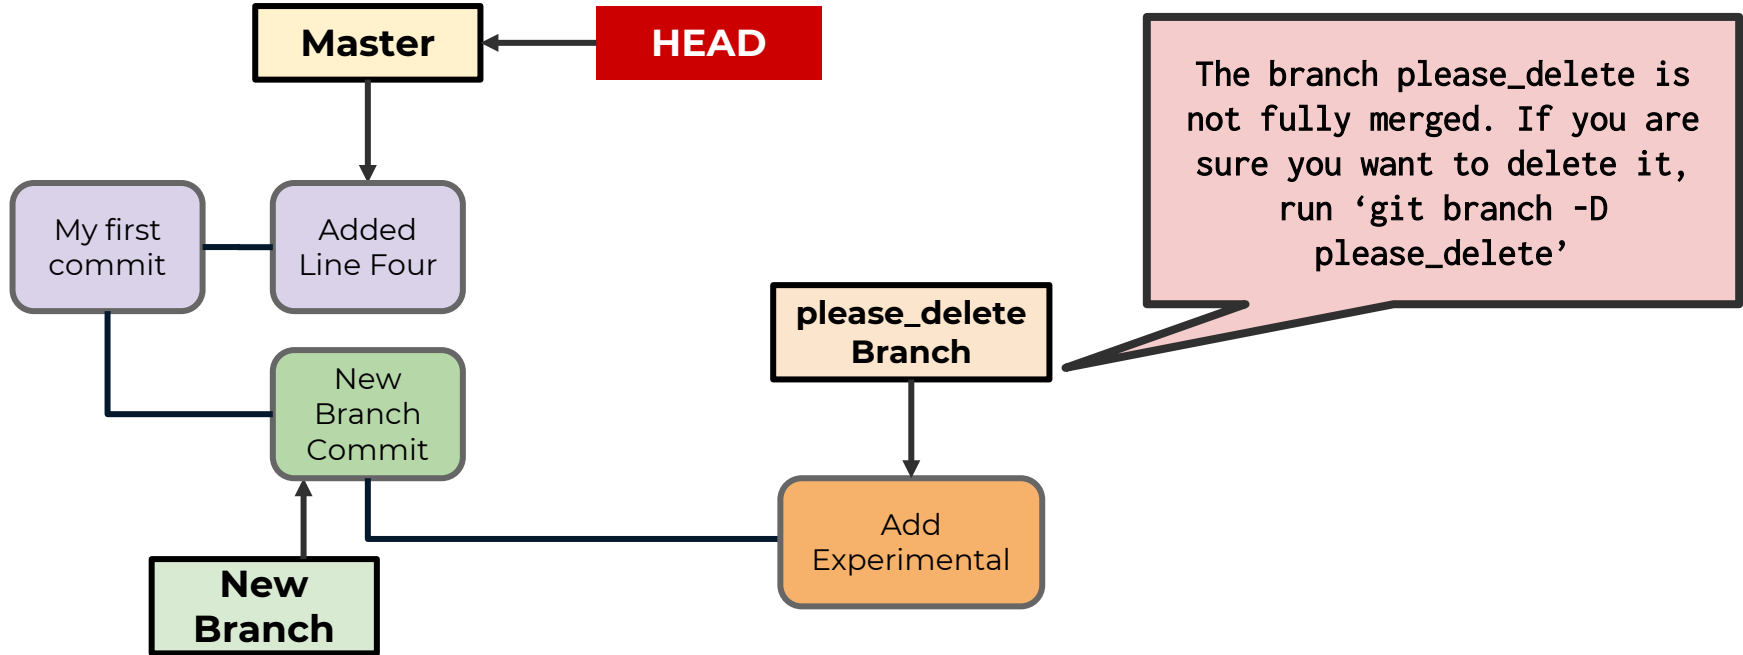 Master
HEAD
The branch please_delete is
not fully merged. If you are
sure you want to delete it,
run ‘git branch -D
please_delete’
My first
commit
Added
Line Four
please_delete
Branch
New
Branch
Commit
Add
Experimental
New
Branch